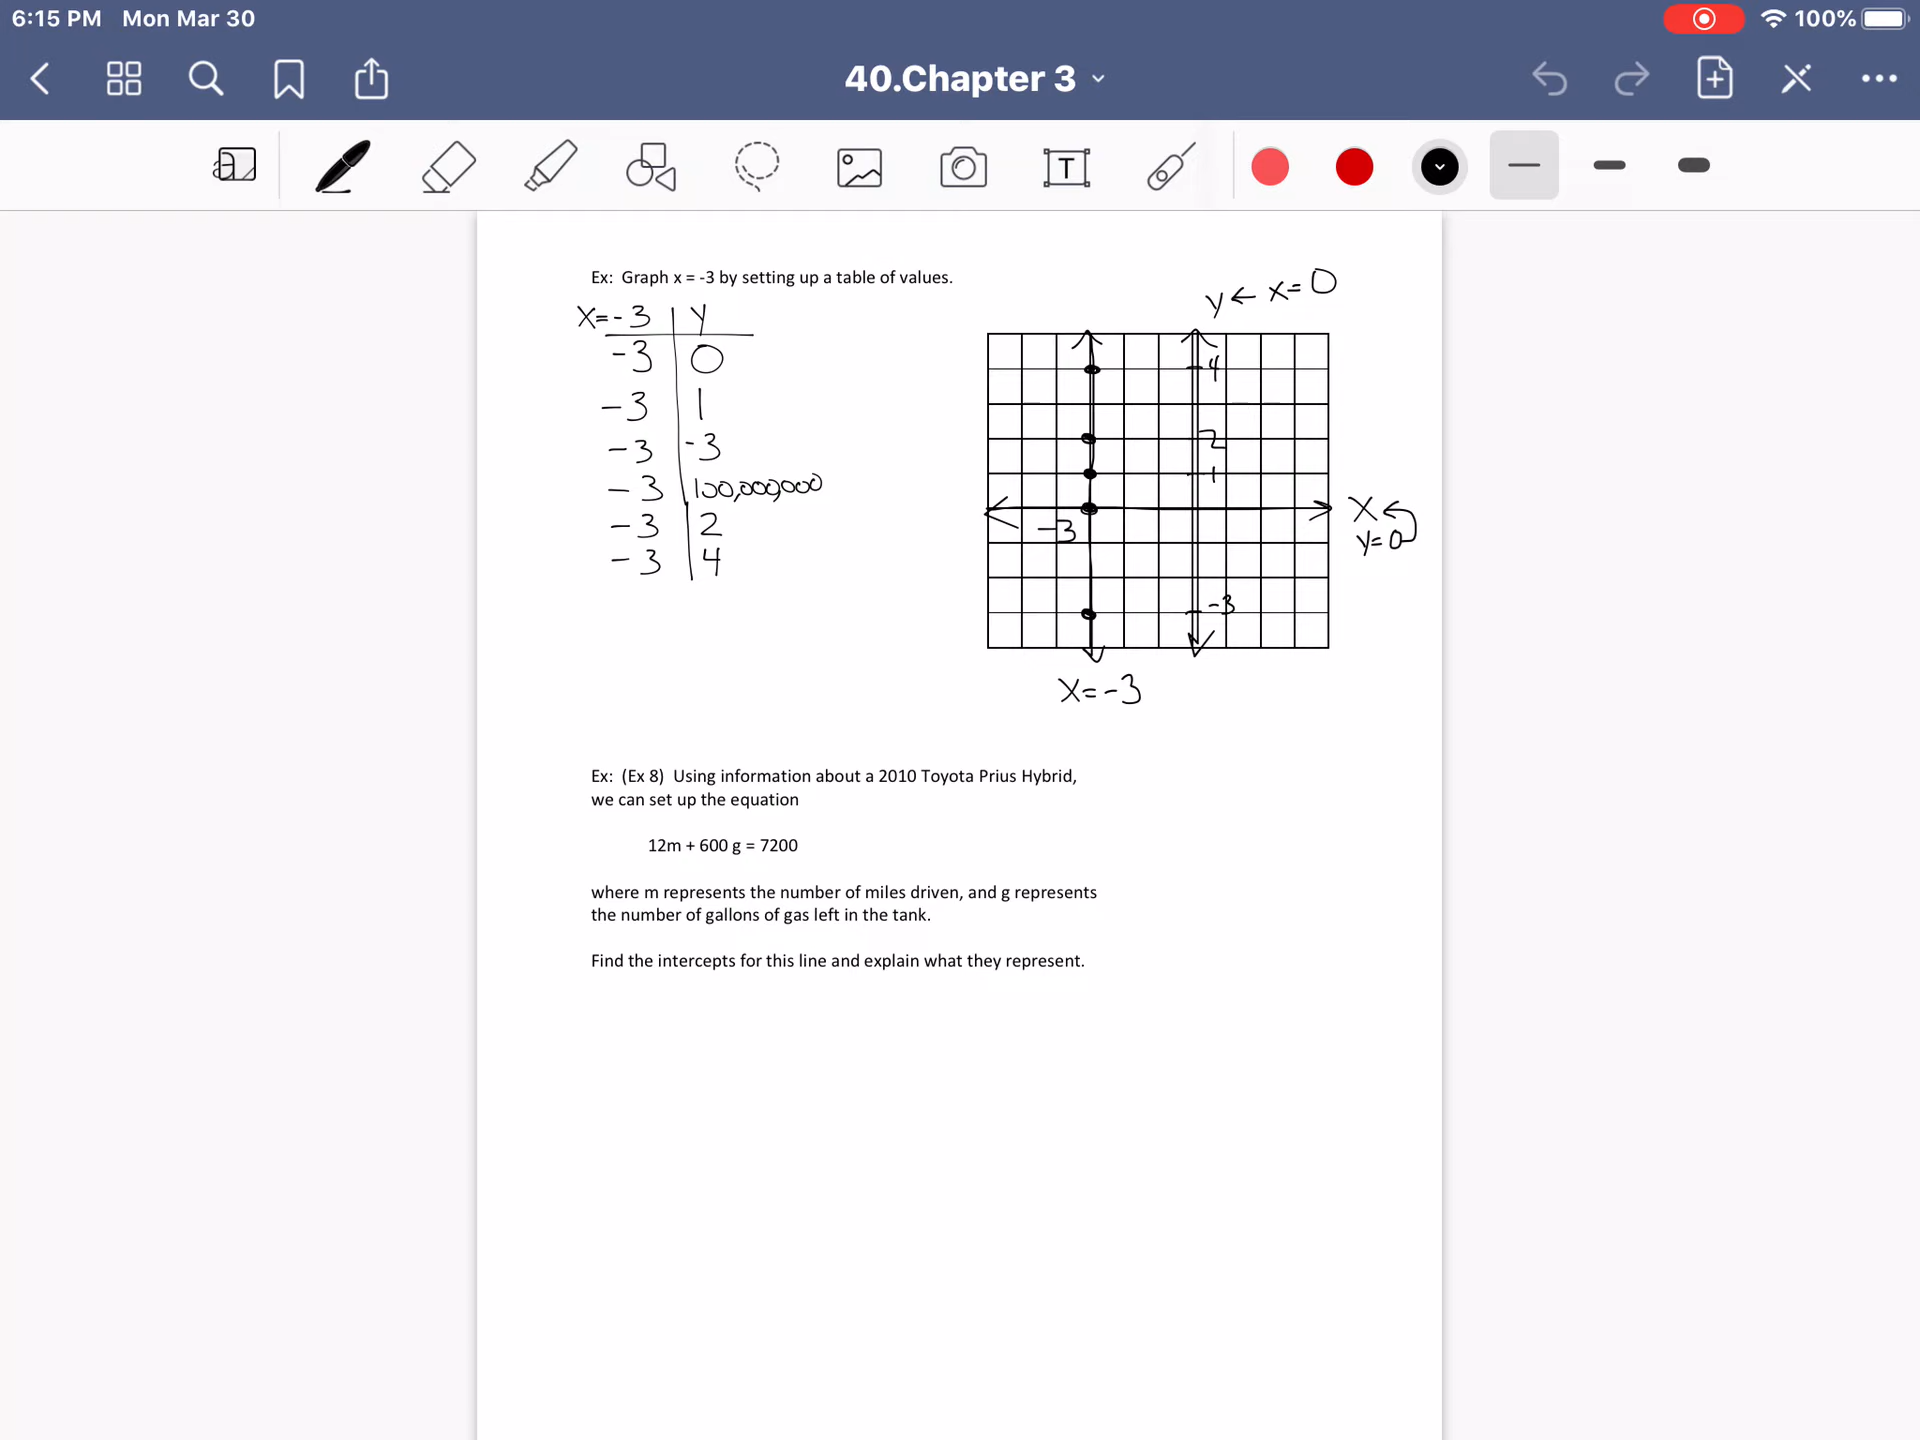 6:15 PM Mon Mar 30
100%
40.Chapter 3
a
T
Ex: Graph x = -3 by setting up a table of values.
X=-3 Y
-3 0
-3 1
-3 -3
-3 100,000,000
-3 2
-3 4
y ← x=0
4
2
1
-3
X
y=0
-3
X=-3
Ex: (Ex 8) Using information about a 2010 Toyota Prius Hybrid,
we can set up the equation
12m + 600 g = 7200
where m represents the number of miles driven, and g represents
the number of gallons of gas left in the tank.
Find the intercepts for this line and explain what they represent.